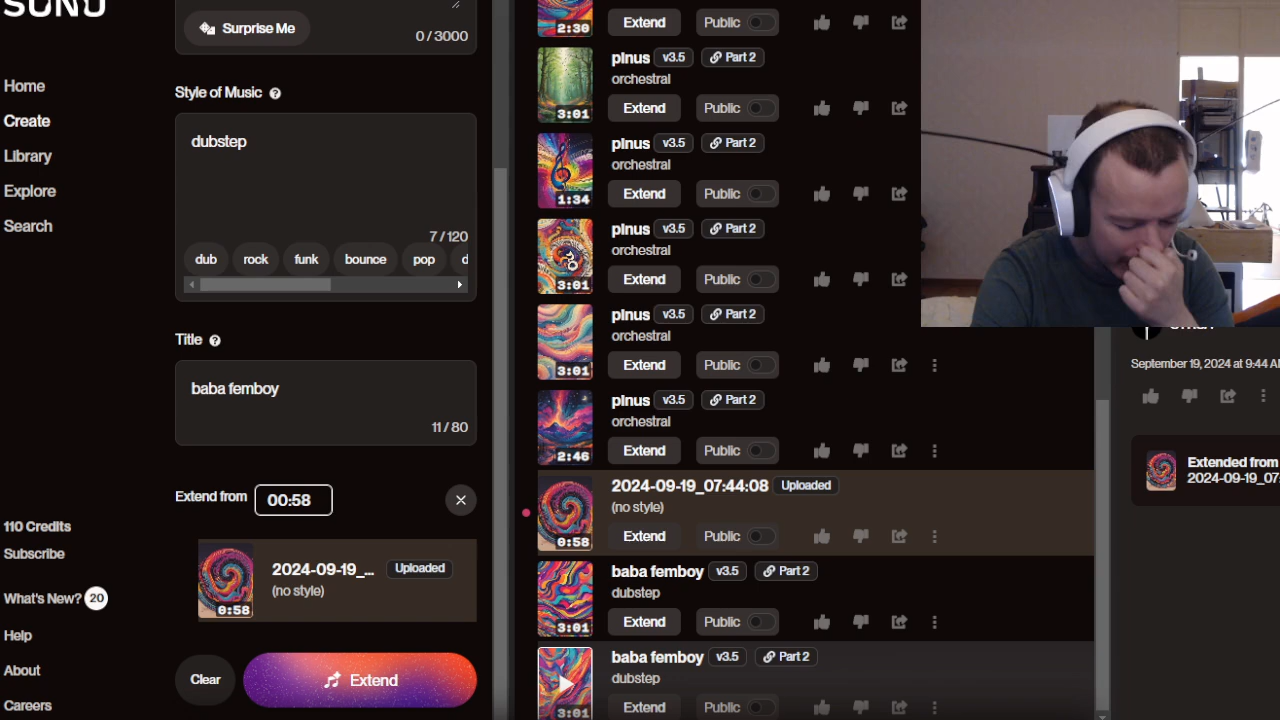 SUNO
Surprise Me
0 / 3000
Home
Create
Library
Explore
Search
Style of Music
dubstep
7 / 120
dub
rock
funk
bounce
pop
d
Title
baba femboy
11 / 80
Extend from
00:58
110 Credits
Subscribe
What's New? 20
Help
About
Careers
2024-09-19_... Uploaded
(no style)
0:58
Clear
Extend
2:30
Extend Public
pInus v3.5 Part 2
orchestral
3:01
Extend Public
pInus v3.5 Part 2
orchestral
1:34
Extend Public
pInus v3.5 Part 2
orchestral
3:01
Extend Public
pInus v3.5 Part 2
orchestral
3:01
Extend Public
pInus v3.5 Part 2
orchestral
2:46
Extend Public
2024-09-19_07:44:08 Uploaded
(no style)
0:58
Extend Public
baba femboy v3.5 Part 2
dubstep
3:01
Extend Public
baba femboy v3.5 Part 2
dubstep
3:01
Extend Public
September 19, 2024 at 9:44 A
Extended from
2024-09-19_07: